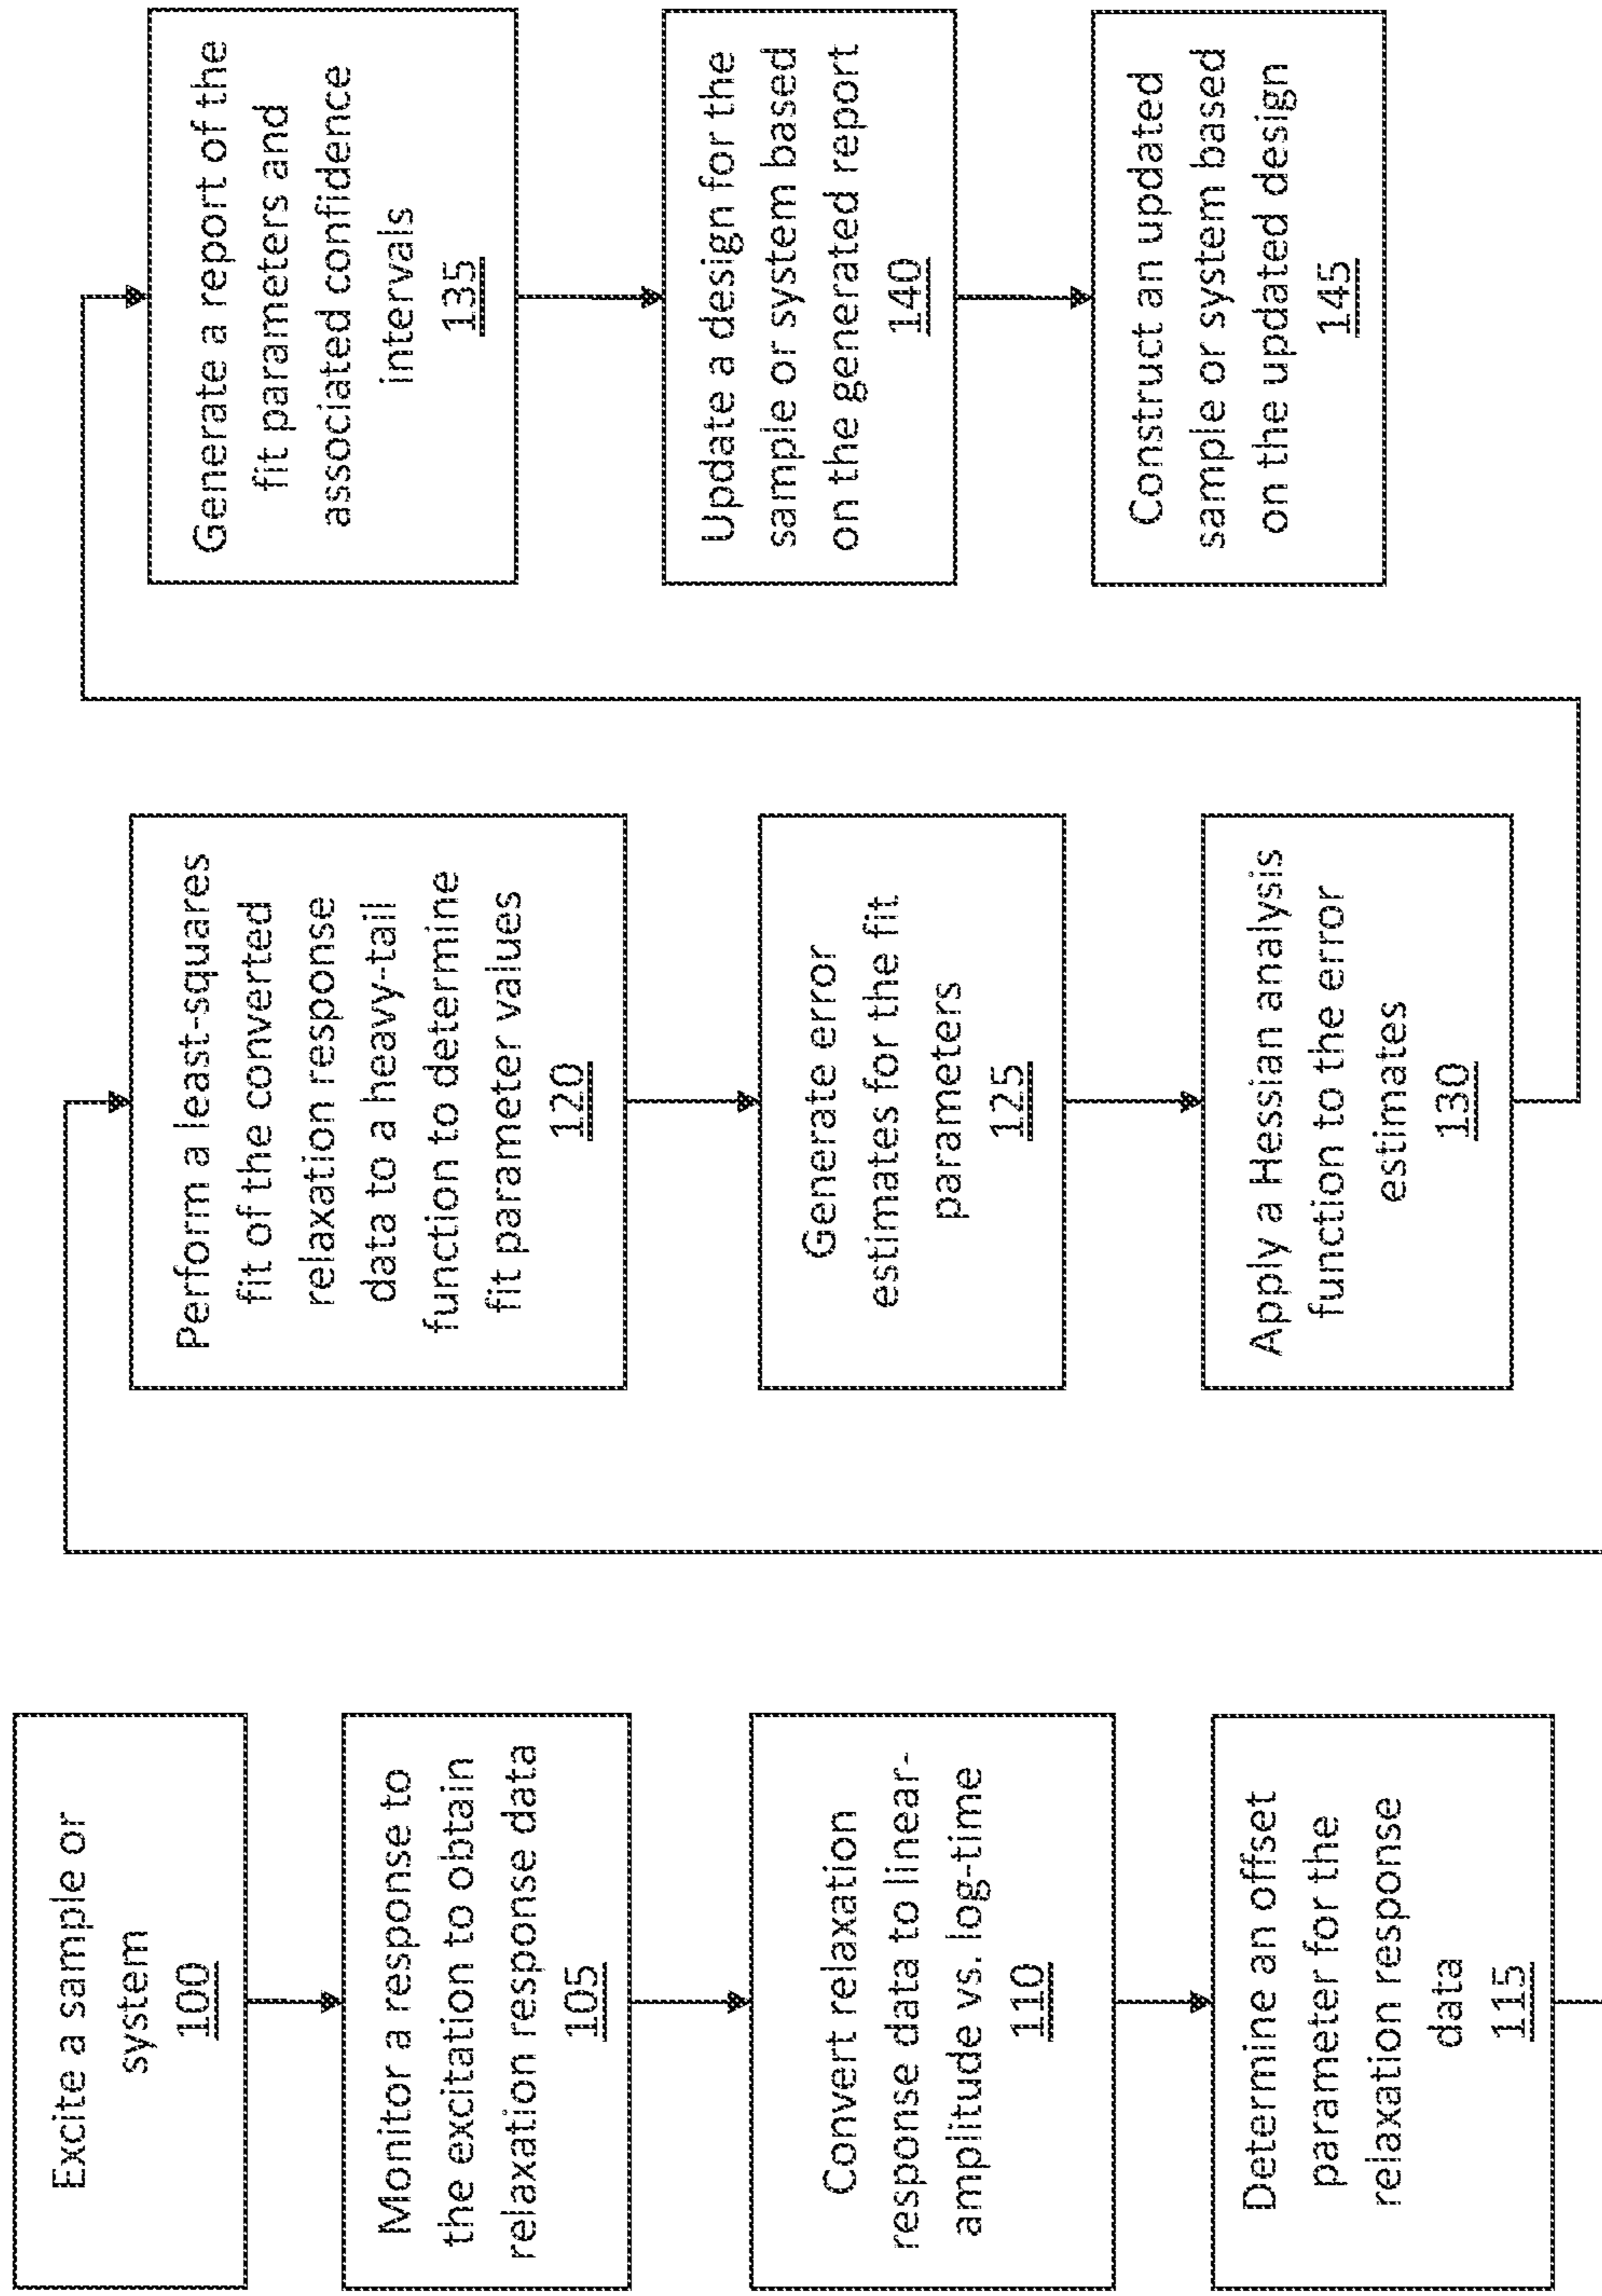 Excite a sample or
system
100
Monitor a response to
the excitation to obtain
relaxation response data
105
Convert relaxation
response data to linear-
amplitude vs. log-time
110
Determine an offset
parameter for the
relaxation response
data
115
Perform a least-squares
fit of the converted
relaxation response
data to a heavy-tail
function to determine
fit parameter values
120
Generate error
estimates for the fit
parameters
125
Apply a Hessian analysis
function to the error
estimates
130
Generate a report of the
fit parameters and
associated confidence
intervals
135
Update a design for the
sample or system based
on the generated report
140
Construct an updated
sample or system based
on the updated design
145